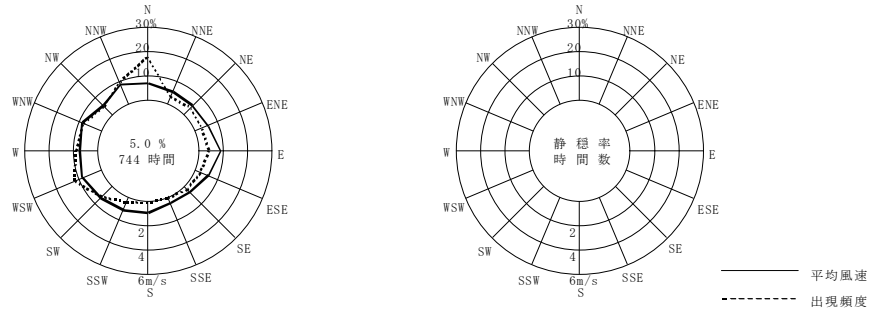 N
30%
NNW
NNE
20
NW
NE
10
WNW
ENE
5.0 %
744 時間
W
E
WSW
ESE
2
SW
SE
4
SSW
SSE
6m/s
S
N
30%
NNW
NNE
20
NW
NE
10
WNW
ENE
静 穏 率
時 間 数
W
E
WSW
ESE
2
SW
SE
4
SSW
SSE
6m/s
S
平均風速
出現頻度